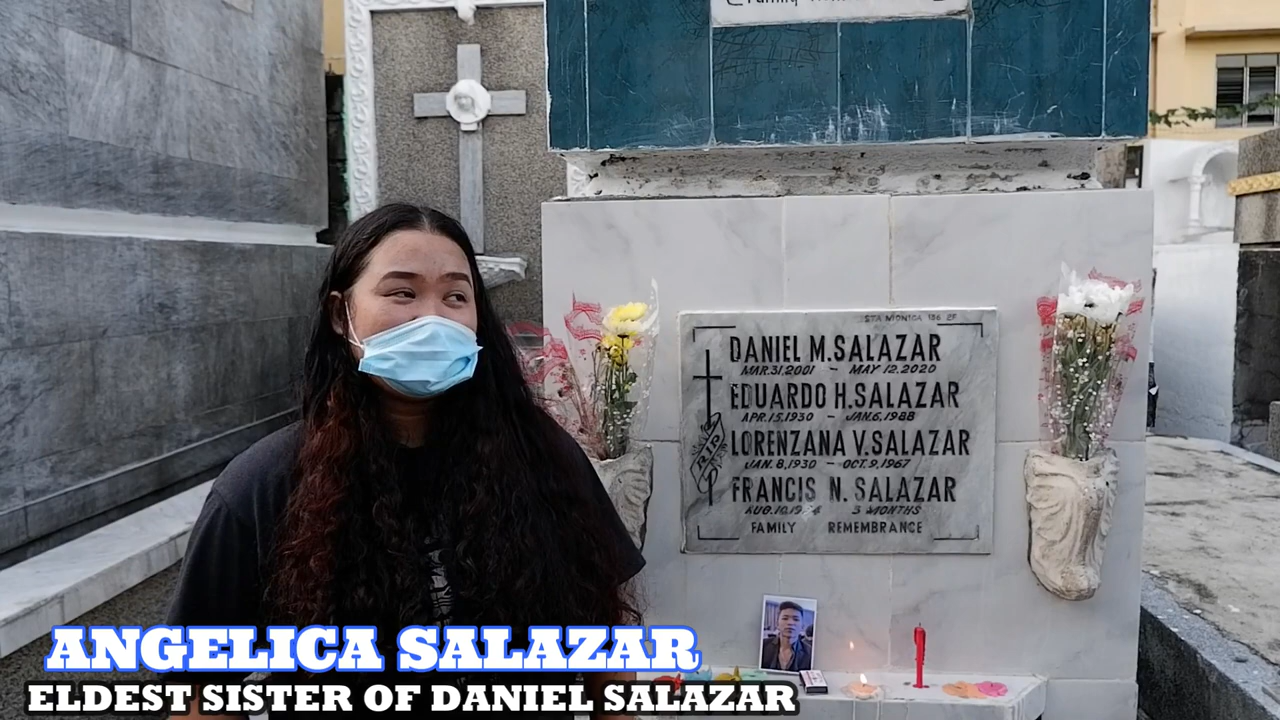 STA MONICA 136 2F
DANIEL M. SALAZAR
MAR.31.2001 - MAY 12.2020
EDUARDO H. SALAZAR
APR.15.1930 - JAN.6.1988
LORENZANA V. SALAZAR
JAN. 8.1930 - OCT.9.1967
RIP
FRANCIS N. SALAZAR
3 MONTHS
FAMILY REMEMBRANCE
ANGELICA SALAZAR
ELDEST SISTER OF DANIEL SALAZAR